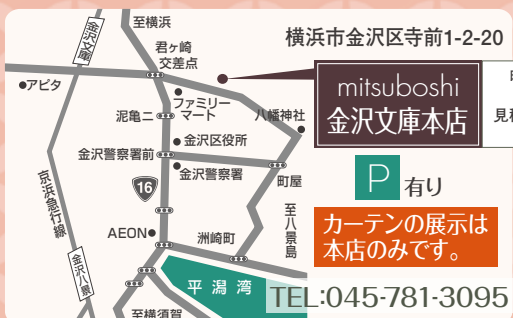 至横浜
金沢文庫
君ヶ崎
交差点
横浜市金沢区寺前1-2-20
アピタ
ファミリー
マート
八幡神社
mitsuboshi
金沢文庫本店
見積
泥亀二
金沢区役所
金沢警察署前
金沢警察署
町屋
P 有り
16
京浜急行線
至八景島
カーテンの展示は
本店のみです。
AEON
洲崎町
金沢八景
平潟湾
TEL:045-781-3095
至横須賀